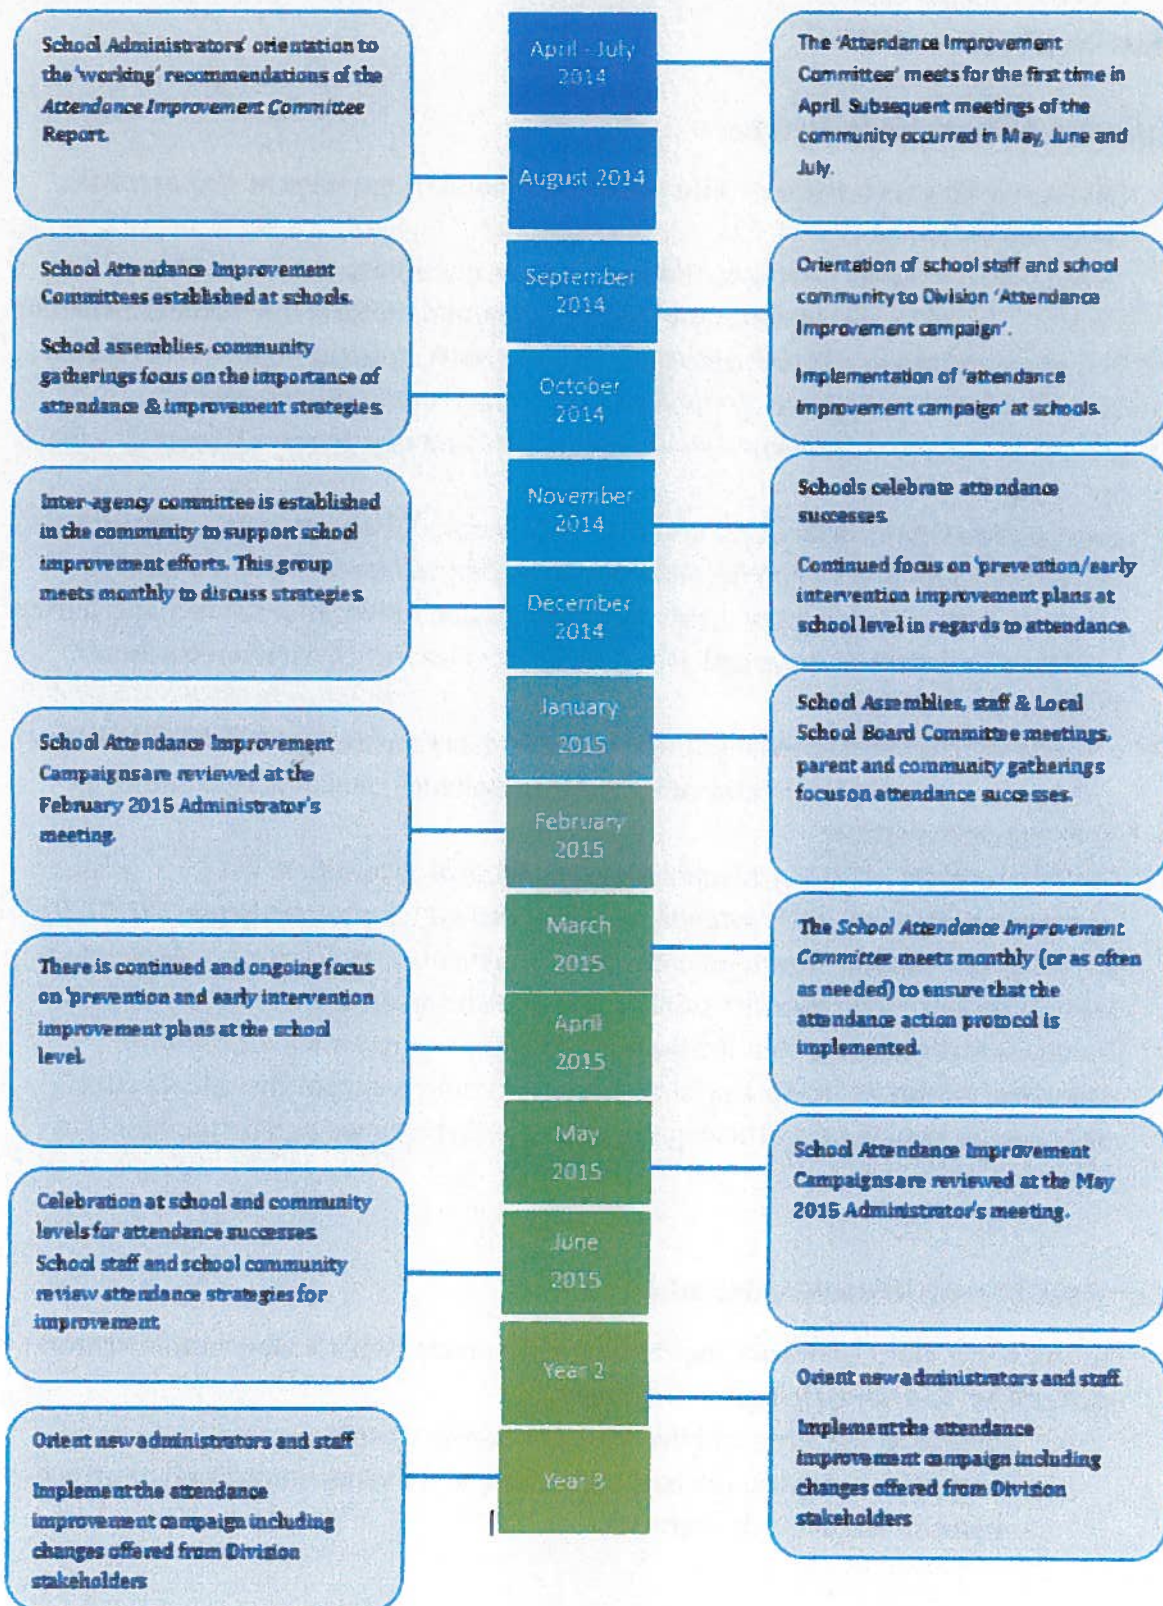 April - July
2014
The 'Attendance Improvement
Committee' meets for the first time in
April. Subsequent meetings of the
community occurred in May, June and
July.
School Administrators' orientation to
the 'working' recommendations of the
Attendance Improvement Committee
Report.
August 2014
September
2014
Orientation of school staff and school
community to Division 'Attendance
Improvement campaign'.
Implementation of 'attendance
improvement campaign' at schools.
School Attendance Improvement
Committees established at schools.
School assemblies, community
gatherings focus on the importance of
attendance & improvement strategies.
October
2014
November
2014
Schools celebrate attendance
successes.
Continued focus on 'prevention/early
intervention improvement plans at
school level in regards to attendance.
Inter-agency committee is established
in the community to support school
improvement efforts. This group
meets monthly to discuss strategies.
December
2014
January
2015
School Assemblies, staff & Local
School Board Committee meetings,
parent and community gatherings
focus on attendance successes.
School Attendance Improvement
Campaigns are reviewed at the
February 2015 Administrator's
meeting.
February
2015
March
2015
The School Attendance Improvement
Committee meets monthly (or as often
as needed) to ensure that the
attendance action protocol is
implemented.
There is continued and ongoing focus
on 'prevention and early intervention
improvement plans at the school
level.
April
2015
May
2015
School Attendance Improvement
Campaigns are reviewed at the May
2015 Administrator's meeting.
Celebration at school and community
levels for attendance successes.
School staff and school community
review attendance strategies for
improvement.
June
2015
Year 2
Orient new administrators and staff.
Implement the attendance
improvement campaign including
changes offered from Division
stakeholders
Orient new administrators and staff
Implement the attendance
improvement campaign including
changes offered from Division
stakeholders
Year 3